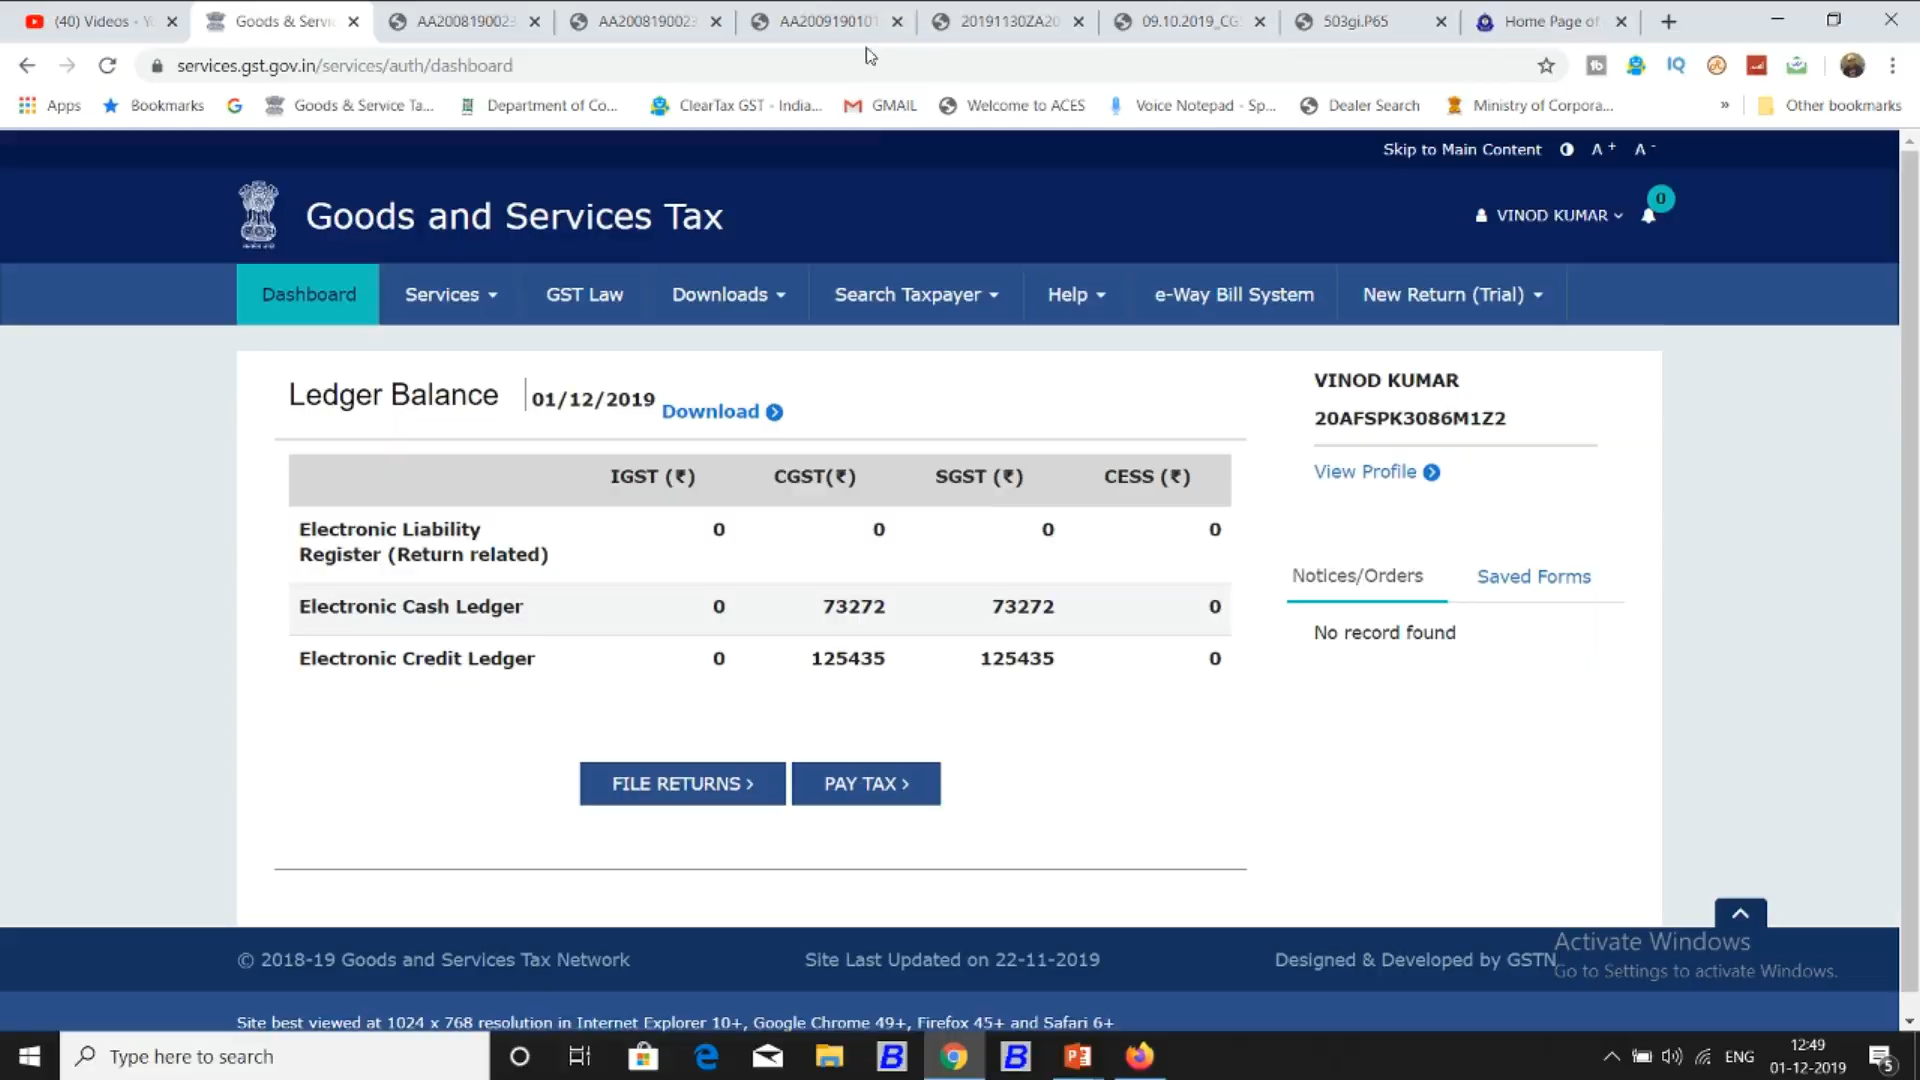 (40) Videos - Y
Goods & Servi
AA2008190023
AA20081900023
AA2009190101
20191130ZA20
09.10.2019_CG
503gi.P65
Home Page of
services.gst.gov.in/services/auth/dashboard
Apps
Bookmarks
Goods & Service Ta...
Department of Co...
ClearTax GST - India...
GMAIL
Welcome to ACES
Voice Notepad - Sp...
Dealer Search
Ministry of Corpora...
»
Other bookmarks
Skip to Main Content
A+
A-
Goods and Services Tax
VINOD KUMAR
0
Dashboard
Services
GST Law
Downloads
Search Taxpayer
Help
e-Way Bill System
New Return (Trial)
Ledger Balance
01/12/2019
Download
IGST (₹) CGST(₹) SGST (₹) CESS (₹)
Electronic Liability
Register (Return related) 0 0 0 0
Electronic Cash Ledger 0 73272 73272 0
Electronic Credit Ledger 0 125435 125435 0
FILE RETURNS >
PAY TAX >
VINOD KUMAR
20AFSPK3086M1Z2
View Profile
Notices/Orders
Saved Forms
No record found
© 2018-19 Goods and Services Tax Network
Site Last Updated on 22-11-2019
Designed & Developed by GSTN
Activate Windows
Go to Settings to activate Windows.
Site best viewed at 1024 x 768 resolution in Internet Explorer 10+, Google Chrome 49+, Firefox 45+ and Safari 6+
Type here to search
ENG
12:49
01-12-2019
5